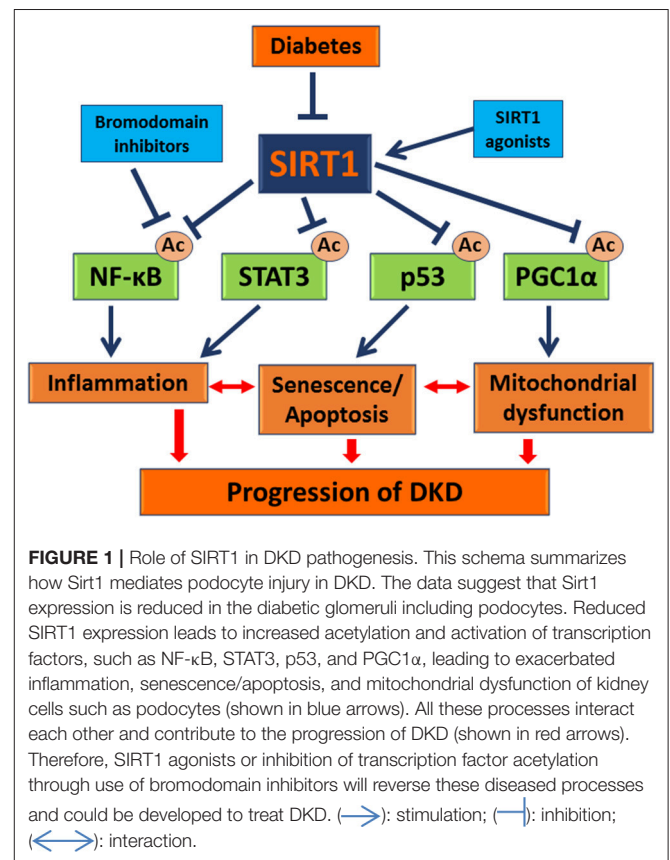 Diabetes
Bromodomain
inhibitors
SIRT1
agonists
SIRT1
Ac
Ac
Ac
Ac
NF-κB
STAT3
p53
PGC1α
Inflammation
Senescence/
Apoptosis
Mitochondrial
dysfunction
Progression of DKD
FIGURE 1 | Role of SIRT1 in DKD pathogenesis. This schema summarizes
how Sirt1 mediates podocyte injury in DKD. The data suggest that Sirt1
expression is reduced in the diabetic glomeruli including podocytes. Reduced
SIRT1 expression leads to increased acetylation and activation of transcription
factors, such as NF-κB, STAT3, p53, and PGC1α, leading to exacerbated
inflammation, senescence/apoptosis, and mitochondrial dysfunction of kidney
cells such as podocytes (shown in blue arrows). All these processes interact
each other and contribute to the progression of DKD (shown in red arrows).
Therefore, SIRT1 agonists or inhibition of transcription factor acetylation
through use of bromodomain inhibitors will reverse these diseased processes
and could be developed to treat DKD. (⟶): stimulation; (—|): inhibition;
(⟷): interaction.